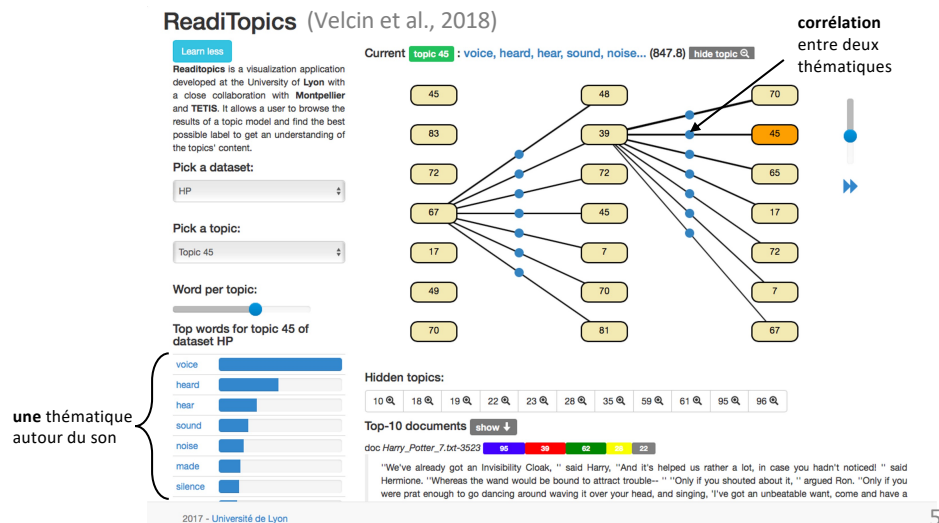 ReadiTopics (Velcin et al., 2018)
corrélation
entre deux
thématiques
Learn less
Readitopics is a visualization application
developed at the University of Lyon with
a close collaboration with Montpellier
and TETIS. It allows a user to browse the
results of a topic model and find the best
possible label to get an understanding of
the topics' content.
Pick a dataset:
HP
Pick a topic:
Topic 45
Word per topic:
Top words for topic 45 of
dataset HP
voice
heard
hear
sound
noise
made
silence
une thématique
autour du son
Current topic 45 : voice, heard, hear, sound, noise... (847.8) hide topic
45 48 70
83 39 45
72 72 65
67 45 17
17 7 72
49 70 7
70 81 67
Hidden topics:
10 18 19 22 23 28 35 59 61 95 96
Top-10 documents show
doc Harry_Potter_7.txt-3523 95 39 62 22
"We've already got an Invisibility Cloak, " said Harry, "And it's helped us rather a lot, in case you hadn't noticed! " said
Hermione. "Whereas the wand would be bound to attract trouble-- " "Only if you shouted about it, " argued Ron. "Only if you
were prat enough to go dancing around waving it over your head, and singing, 'I've got an unbeatable want, come and have a
2017 - Université de Lyon
5